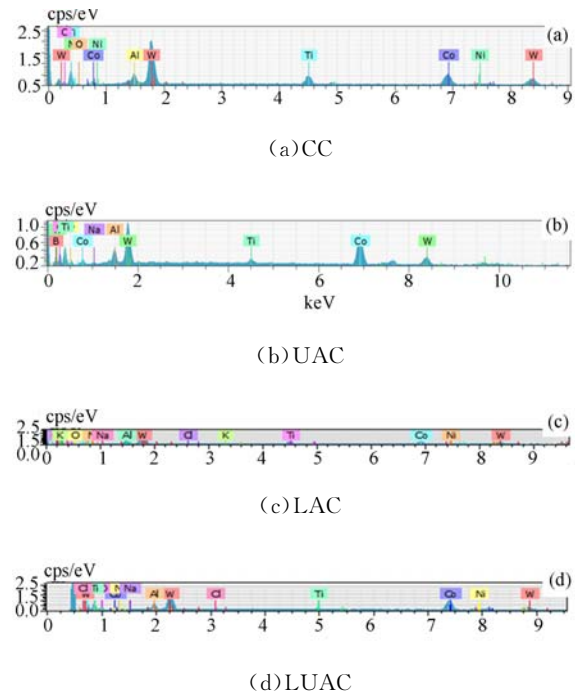 cps/eV
(a)
2.5
1.5
0.5
C
N O Ni
W Co Al W Ti Co Ni W
0 1 2 3 4 5 6 7 8 9
(a)CC
cps/eV
(b)
1.0
0.6
0.2
Ti Na Al
B Co W Ti Co W
0 2 4 6 8 10
keV
(b)UAC
cps/eV
(c)
2.5
1.5
0.0
K O Na Al W Cl K Ti Co Ni W
0 1 2 3 4 5 6 7 8 9
(c)LAC
cps/eV
(d)
2.5
1.5
0.0
Cl Ti N Na
Al W Cl Ti Co Ni W
0 1 2 3 4 5 6 7 8 9
(d)LUAC